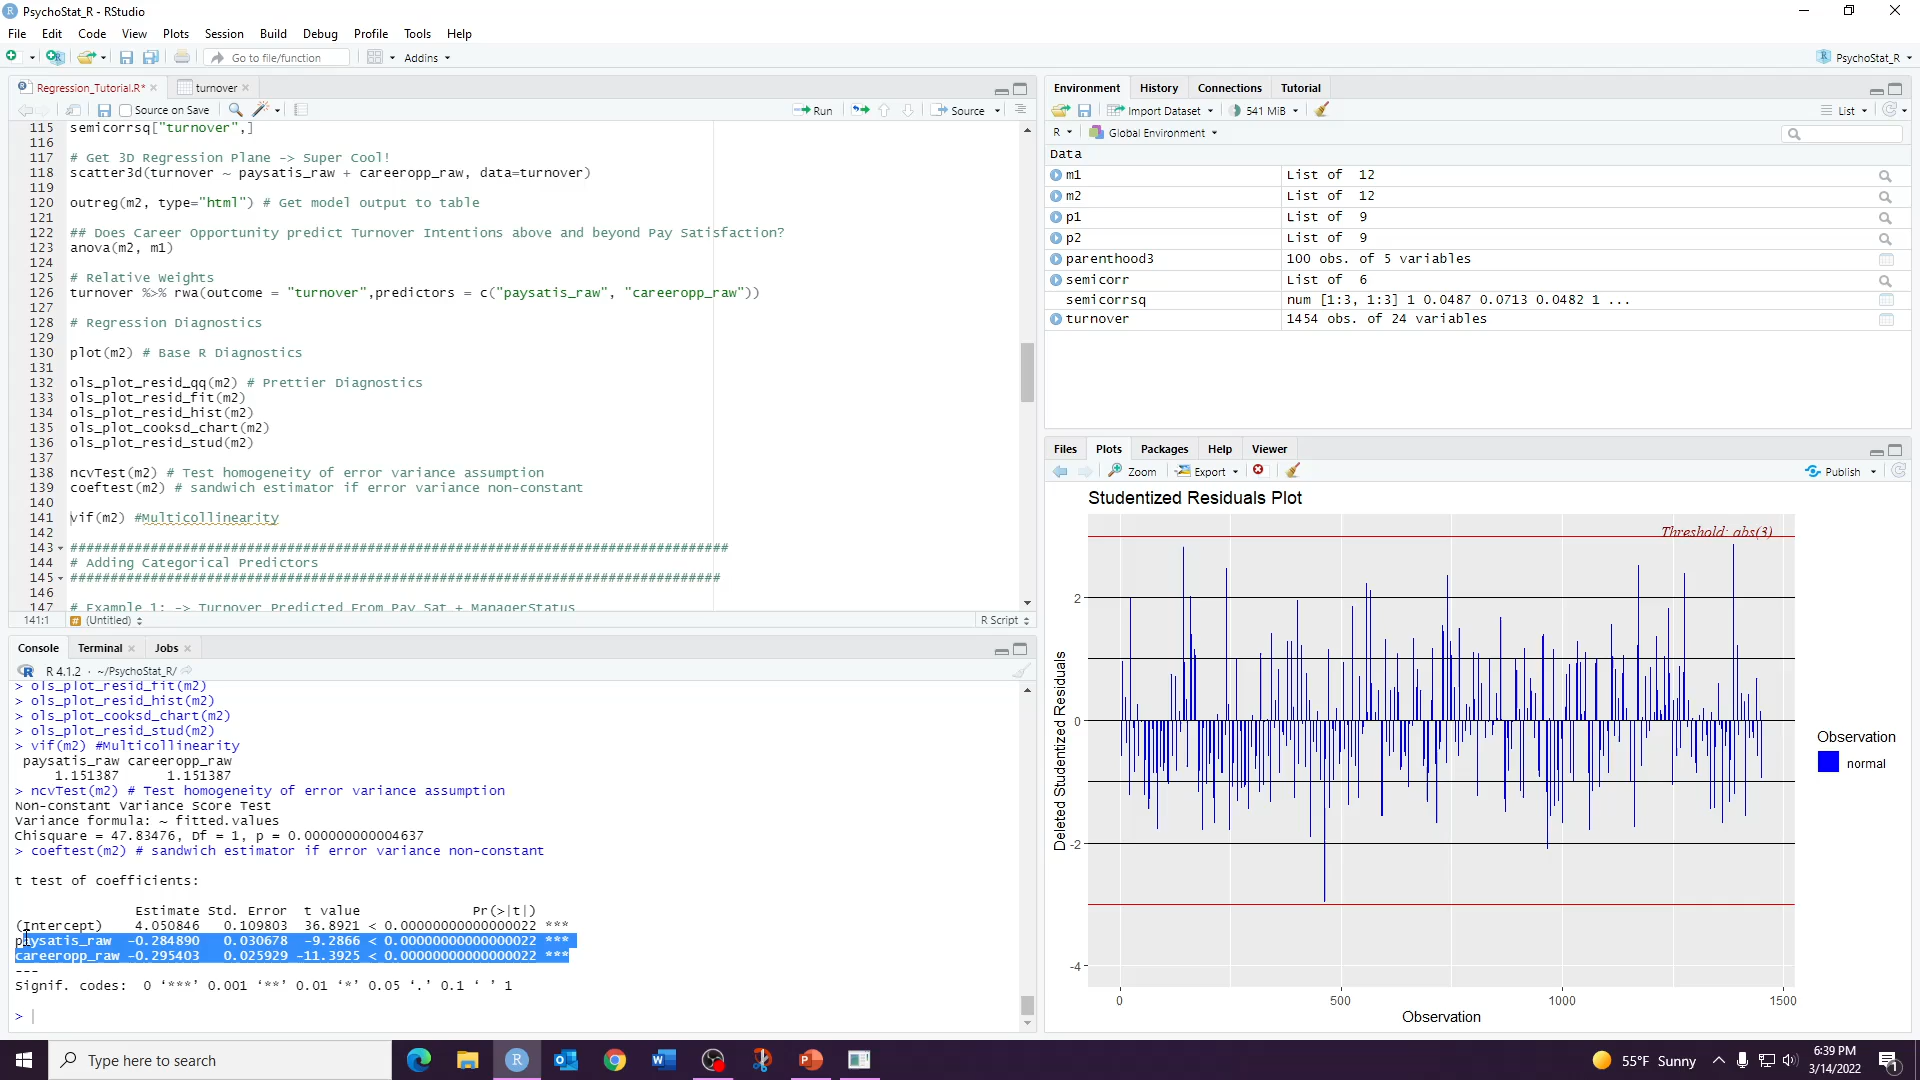 PsychoStat_R - RStudio
File Edit Code View Plots Session Build Debug Profile Tools Help
Go to file/function Addins
PsychoStat_R
Regression_Tutorial.R* turnover
Source on Save Run Source
115 semicorrsq["turnover",]
116
117 # Get 3D Regression Plane -> Super Cool!
118 scatter3d(turnover ~ paysatis_raw + careeropp_raw, data=turnover)
119
120 outreg(m2, type="html") # Get model output to table
121
122 ## Does Career Opportunity predict Turnover Intentions above and beyond Pay Satisfaction?
123 anova(m2, m1)
124
125 # Relative Weights
126 turnover %>% rwa(outcome = "turnover",predictors = c("paysatis_raw", "careeropp_raw"))
127
128 # Regression Diagnostics
129
130 plot(m2) # Base R Diagnostics
131
132 ols_plot_resid_qq(m2) # Prettier Diagnostics
133 ols_plot_resid_fit(m2)
134 ols_plot_resid_hist(m2)
135 ols_plot_cooksd_chart(m2)
136 ols_plot_resid_stud(m2)
137
138 ncvTest(m2) # Test homogeneity of error variance assumption
139 coeftest(m2) # sandwich estimator if error variance non-constant
140
141 vif(m2) #Multicollinearity
142
143 ##################################################################################
144 # Adding Categorical Predictors
145 #################################################################################
146
147 # Example 1: -> Turnover Predicted From Pay Sat + ManagerStatus
141:1 # (Untitled) R Script
Console Terminal Jobs
R 4.1.2 · ~/PsychoStat_R/
> ols_plot_resid_fit(m2)
> ols_plot_resid_hist(m2)
> ols_plot_cooksd_chart(m2)
> ols_plot_resid_stud(m2)
> vif(m2) #Multicollinearity
paysatis_raw careeropp_raw
1.151387 1.151387
> ncvTest(m2) # Test homogeneity of error variance assumption
Non-constant Variance Score Test
Variance formula: ~ fitted.values
Chisquare = 47.83476, Df = 1, p = 0.000000000004637
> coeftest(m2) # sandwich estimator if error variance non-constant
t test of coefficients:
Estimate Std. Error t value Pr(>|t|)
(Intercept) 4.050846 0.109803 36.8921 < 0.00000000000000022 ***
paysatis_raw -0.284890 0.030678 -9.2866 < 0.00000000000000022 ***
careeropp_raw -0.295403 0.025929 -11.3925 < 0.00000000000000022 ***
---
Signif. codes: 0 ‘***’ 0.001 ‘**’ 0.01 ‘*’ 0.05 ‘.’ 0.1 ‘ ’ 1
>
Environment History Connections Tutorial
Import Dataset 541 MiB List
R Global Environment
Data
m1 List of 12
m2 List of 12
p1 List of 9
p2 List of 9
parenthood3 100 obs. of 5 variables
semicorr List of 6
semicorrsq num [1:3, 1:3] 1 0.0487 0.0713 0.0482 1 ...
turnover 1454 obs. of 24 variables
Files Plots Packages Help Viewer
Zoom Export Publish
Studentized Residuals Plot
Threshold: abs(3)
Deleted Studentized Residuals
2
0
-2
-4
0 500 1000 1500
Observation
Observation
normal
Type here to search
55°F Sunny
6:39 PM
3/14/2022
1